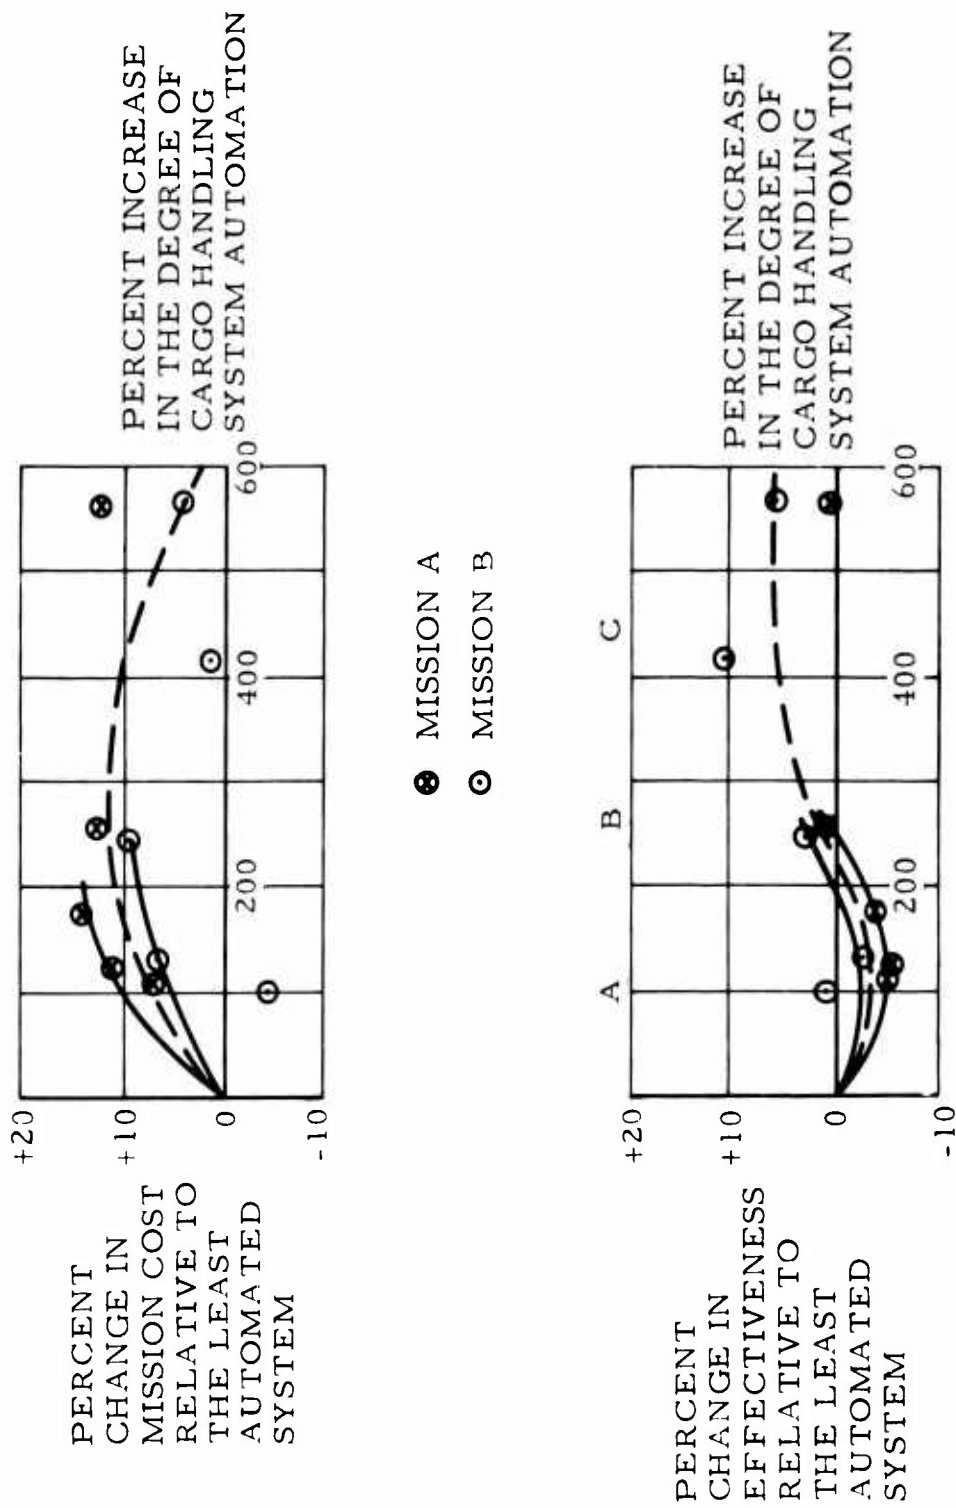 PERCENT
CHANGE IN
MISSION COST
RELATIVE TO
THE LEAST
AUTOMATED
SYSTEM
+20
+10
0
-10
200
400
600
PERCENT INCREASE
IN THE DEGREE OF
CARGO HANDLING
SYSTEM AUTOMATION
MISSION A
MISSION B
A
B
C
PERCENT
CHANGE IN
EFFECTIVENESS
RELATIVE TO
THE LEAST
AUTOMATED
SYSTEM
+20
+10
0
-10
200
400
600
PERCENT INCREASE
IN THE DEGREE OF
CARGO HANDLING
SYSTEM AUTOMATION